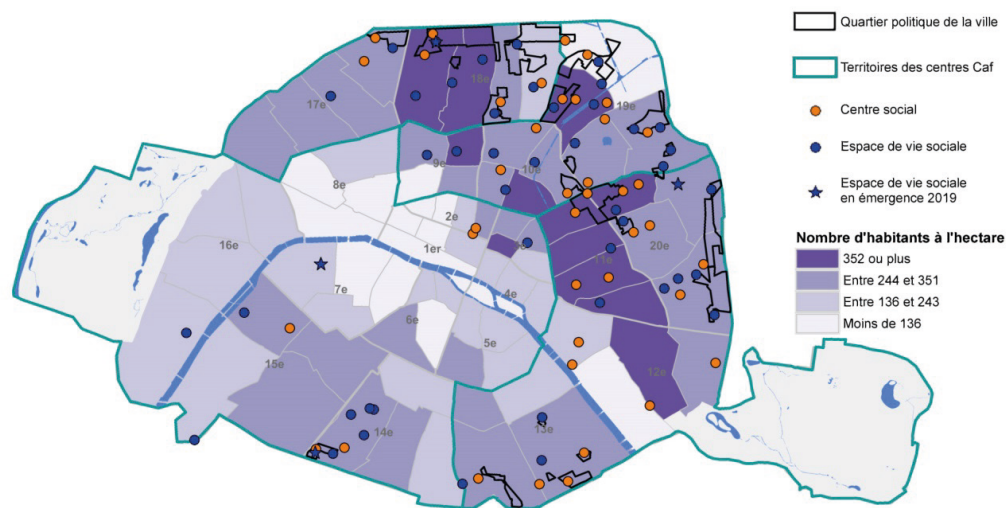 Quartier politique de la ville
Territoires des centres Caf
Centre social
Espace de vie sociale
Espace de vie sociale
en émergence 2019
Nombre d'habitants à l'hectare
352 ou plus
Entre 244 et 351
Entre 136 et 243
Moins de 136
18e
19e
17e
9e
10e
8e
2e
1er
16e
20e
11e
7e
4e
6e
5e
15e
12e
14e
13e